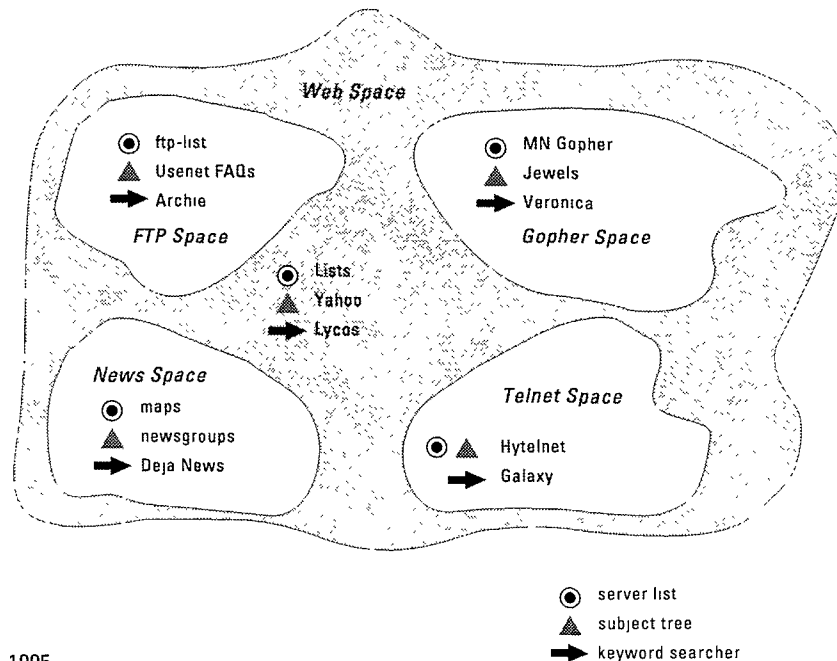 Web Space
ftp-list
Usenet FAQs
Archie
FTP Space
MN Gopher
Jewels
Veronica
Gopher Space
Lists
Yahoo
Lycos
News Space
maps
newsgroups
Deja News
Telnet Space
Hytelnet
Galaxy
server list
subject tree
keyword searcher